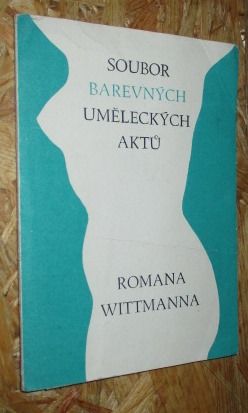 SOUBOR
BAREVNÝCH
UMĚLECKÝCH
AKTŮ
ROMANA
WITTMANNA